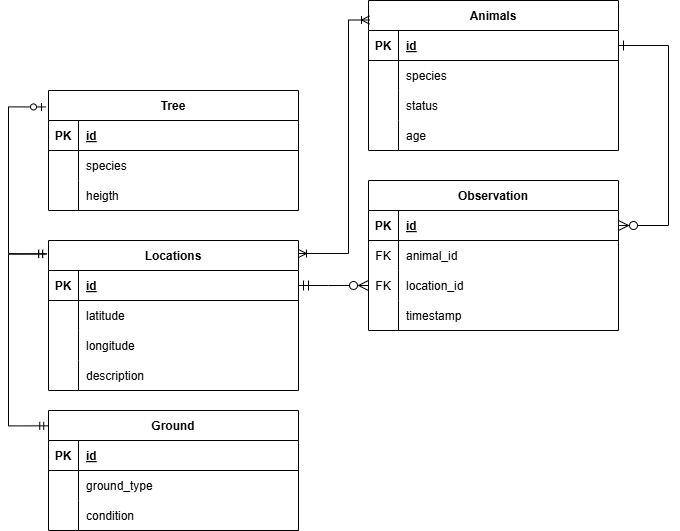 Animals
PK id
species
status
age
Tree
PK id
species
heigth
Observation
PK id
FK animal_id
FK location_id
timestamp
Locations
PK id
latitude
longitude
description
Ground
PK id
ground_type
condition